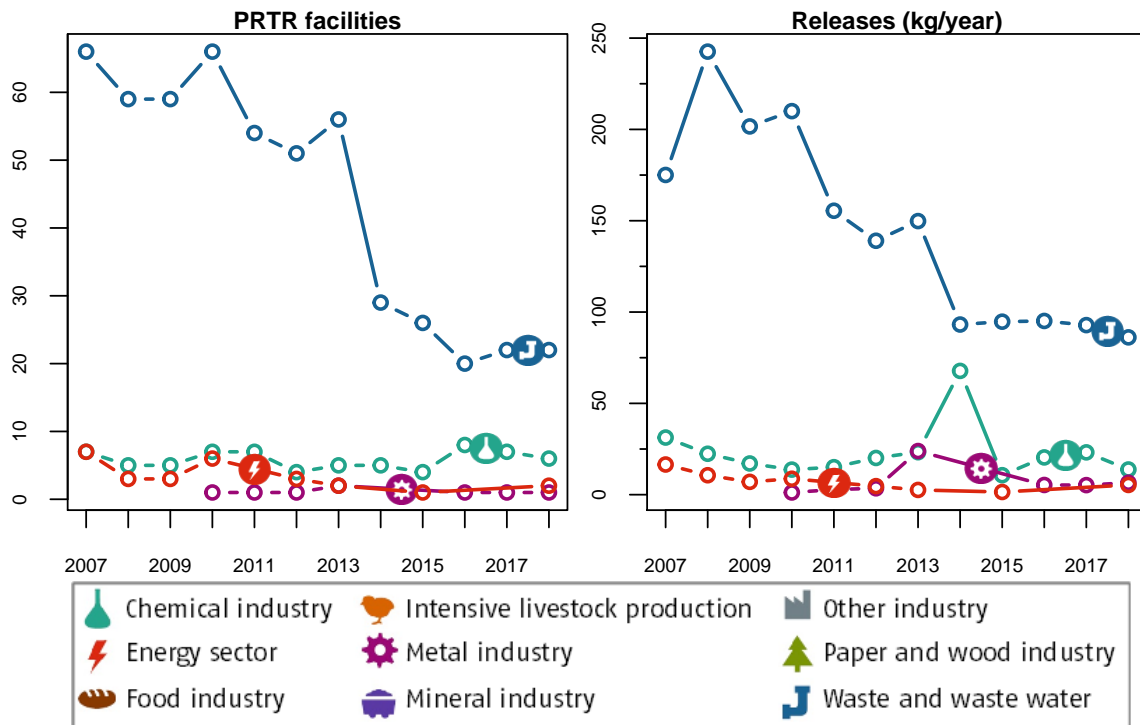 PRTR facilities
Releases (kg/year)
60
50
40
30
20
10
0
2007 2009 2011 2013 2015 2017
250
200
150
100
50
0
2007 2009 2011 2013 2015 2017
Chemical industry
Intensive livestock production
Other industry
Energy sector
Metal industry
Paper and wood industry
Food industry
Mineral industry
Waste and waste water